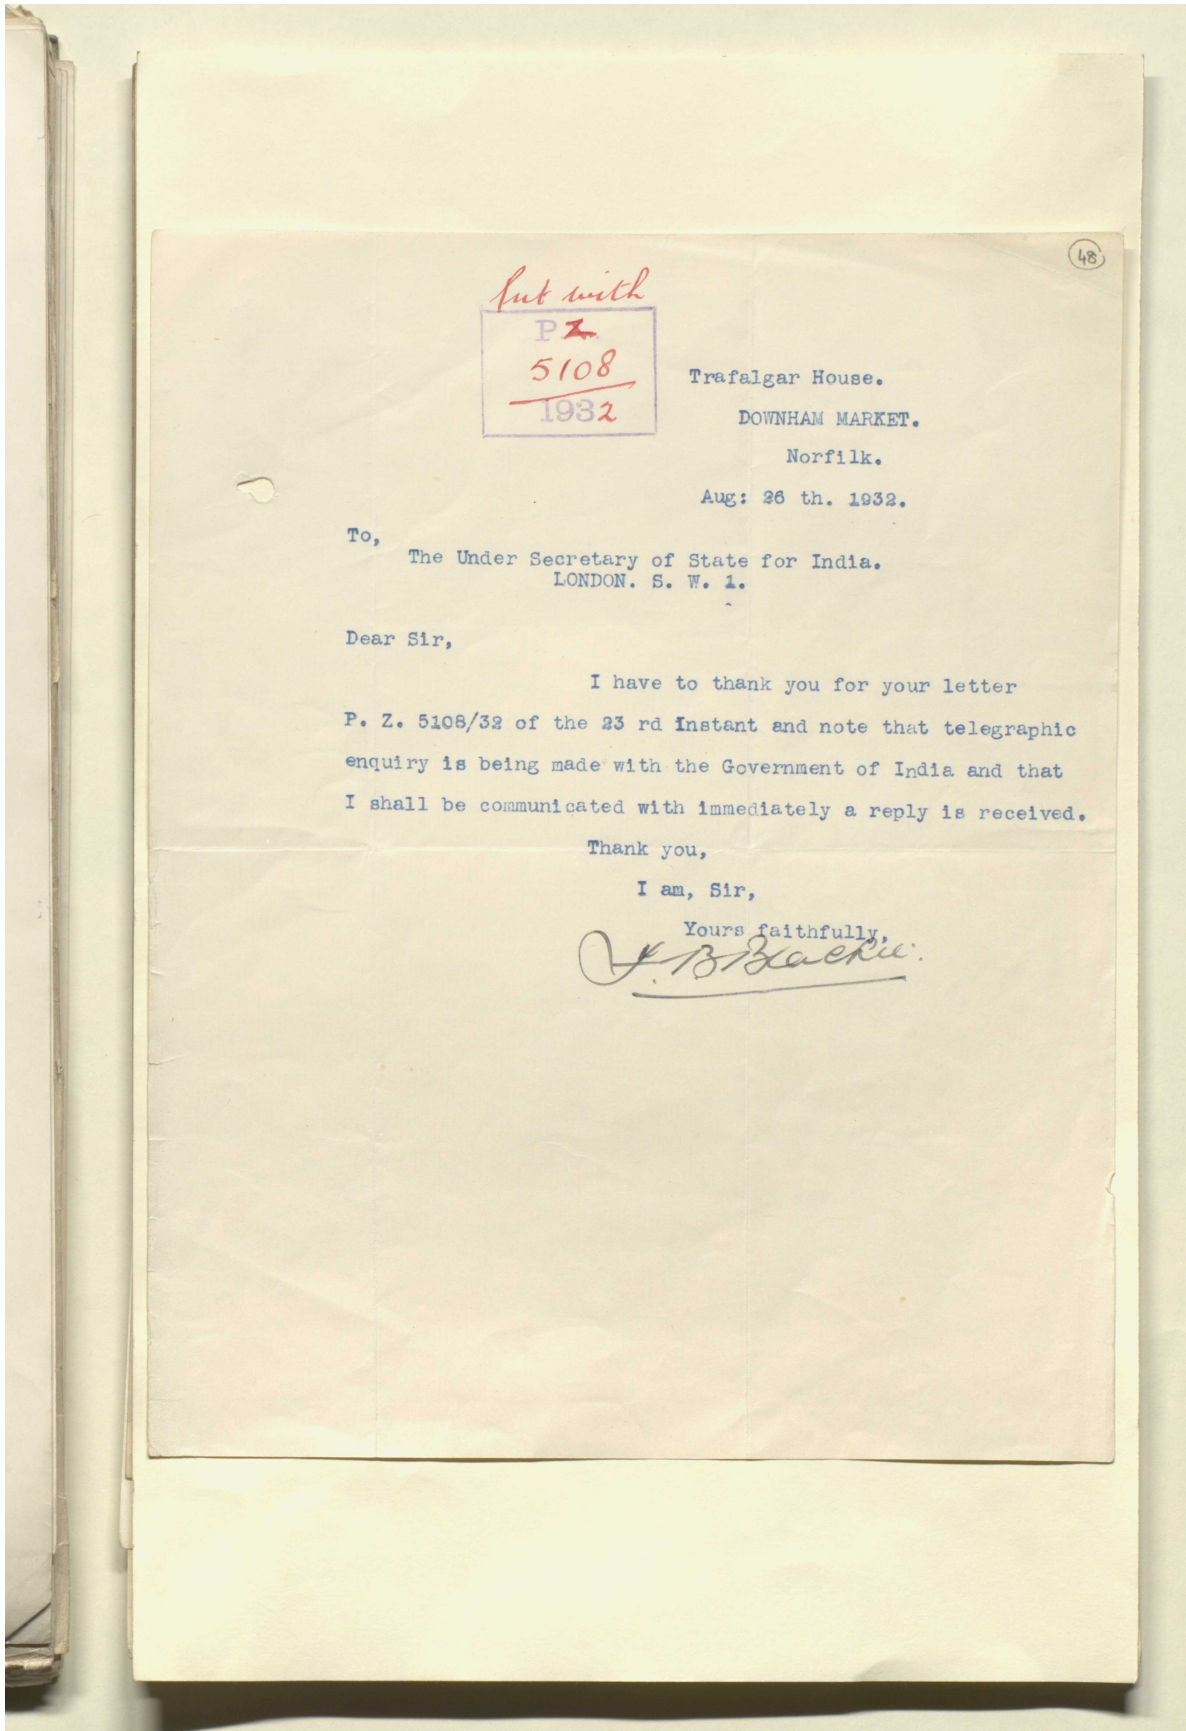 48
Put with
P.Z.
5108
1932
Trafalgar House.
DOWNHAM MARKET.
Norfilk.
Aug: 26 th. 1932.
To,
The Under Secretary of State for India.
LONDON. S. W. 1.
Dear Sir,
I have to thank you for your letter
P. Z. 5108/32 of the 23 rd Instant and note that telegraphic
enquiry is being made with the Government of India and that
I shall be communicated with immediately a reply is received.
Thank you,
I am, Sir,
Yours faithfully,
B Blackie.